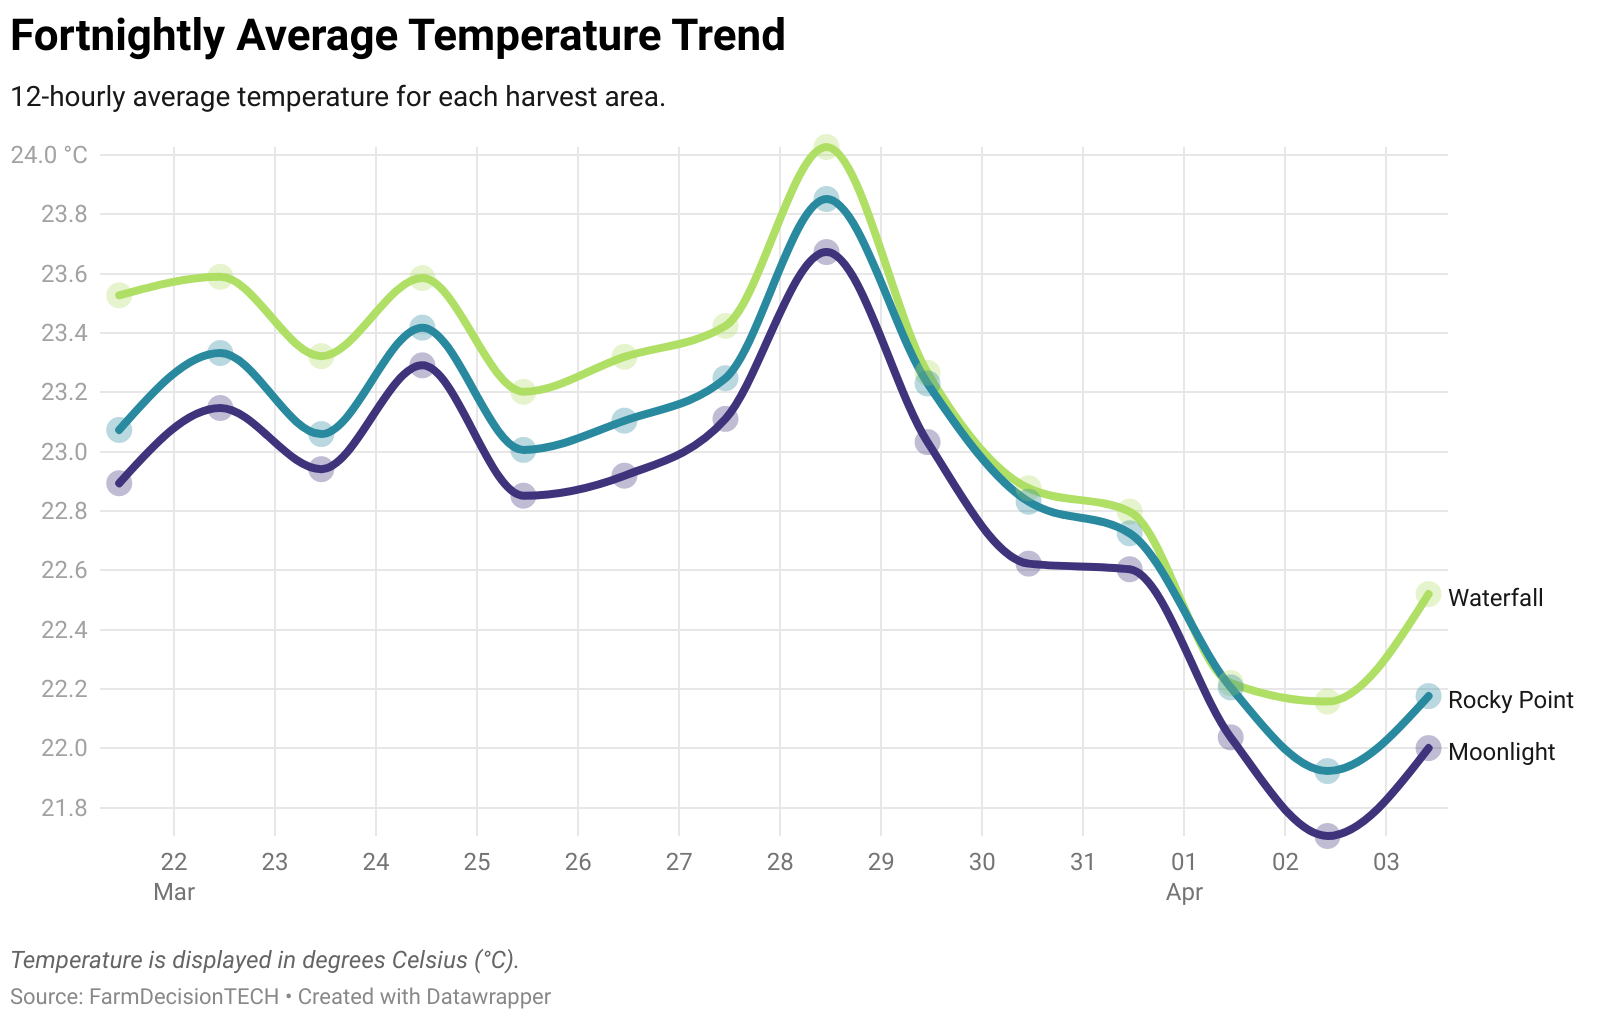 Fortnightly Average Temperature Trend
12-hourly average temperature for each harvest area.
24.0 °C
23.8
23.6
23.4
23.2
23.0
22.8
22.6
22.4
22.2
22.0
21.8
Waterfall
Rocky Point
Moonlight
22 23 24 25 26 27 28 29 30 31 01 02 03
Mar Apr
Temperature is displayed in degrees Celsius (°C).
Source: FarmDecisionTECH • Created with Datawrapper